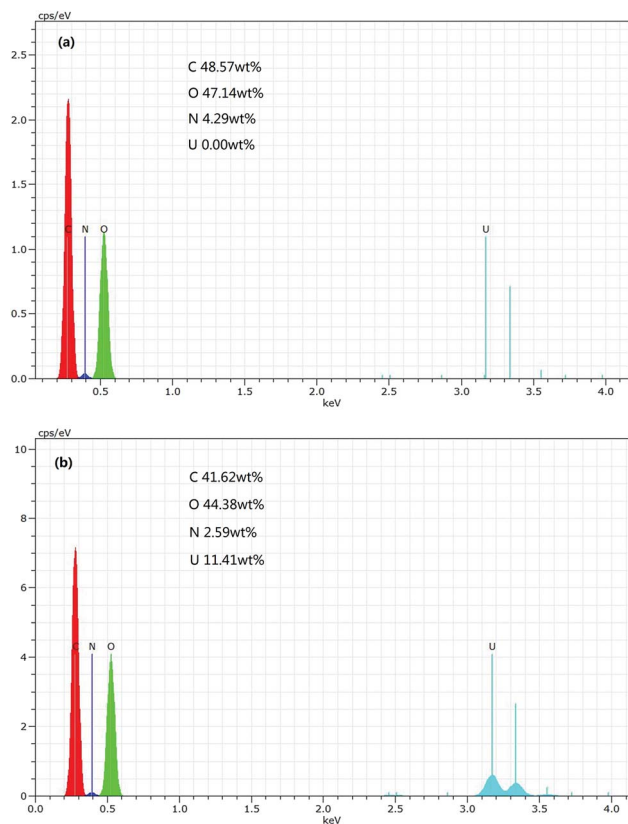 cps/eV
(a)
C 48.57wt%
O 47.14wt%
N 4.29wt%
U 0.00wt%
2.5
2.0
1.5
1.0
0.5
0.0
C N O U
0.5 1.0 1.5 2.0 2.5 3.0 3.5 4.0
keV
cps/eV
(b)
C 41.62wt%
O 44.38wt%
N 2.59wt%
U 11.41wt%
10
8
6
4
2
0
C N O U
0.0 0.5 1.0 1.5 2.0 2.5 3.0 3.5 4.0
keV